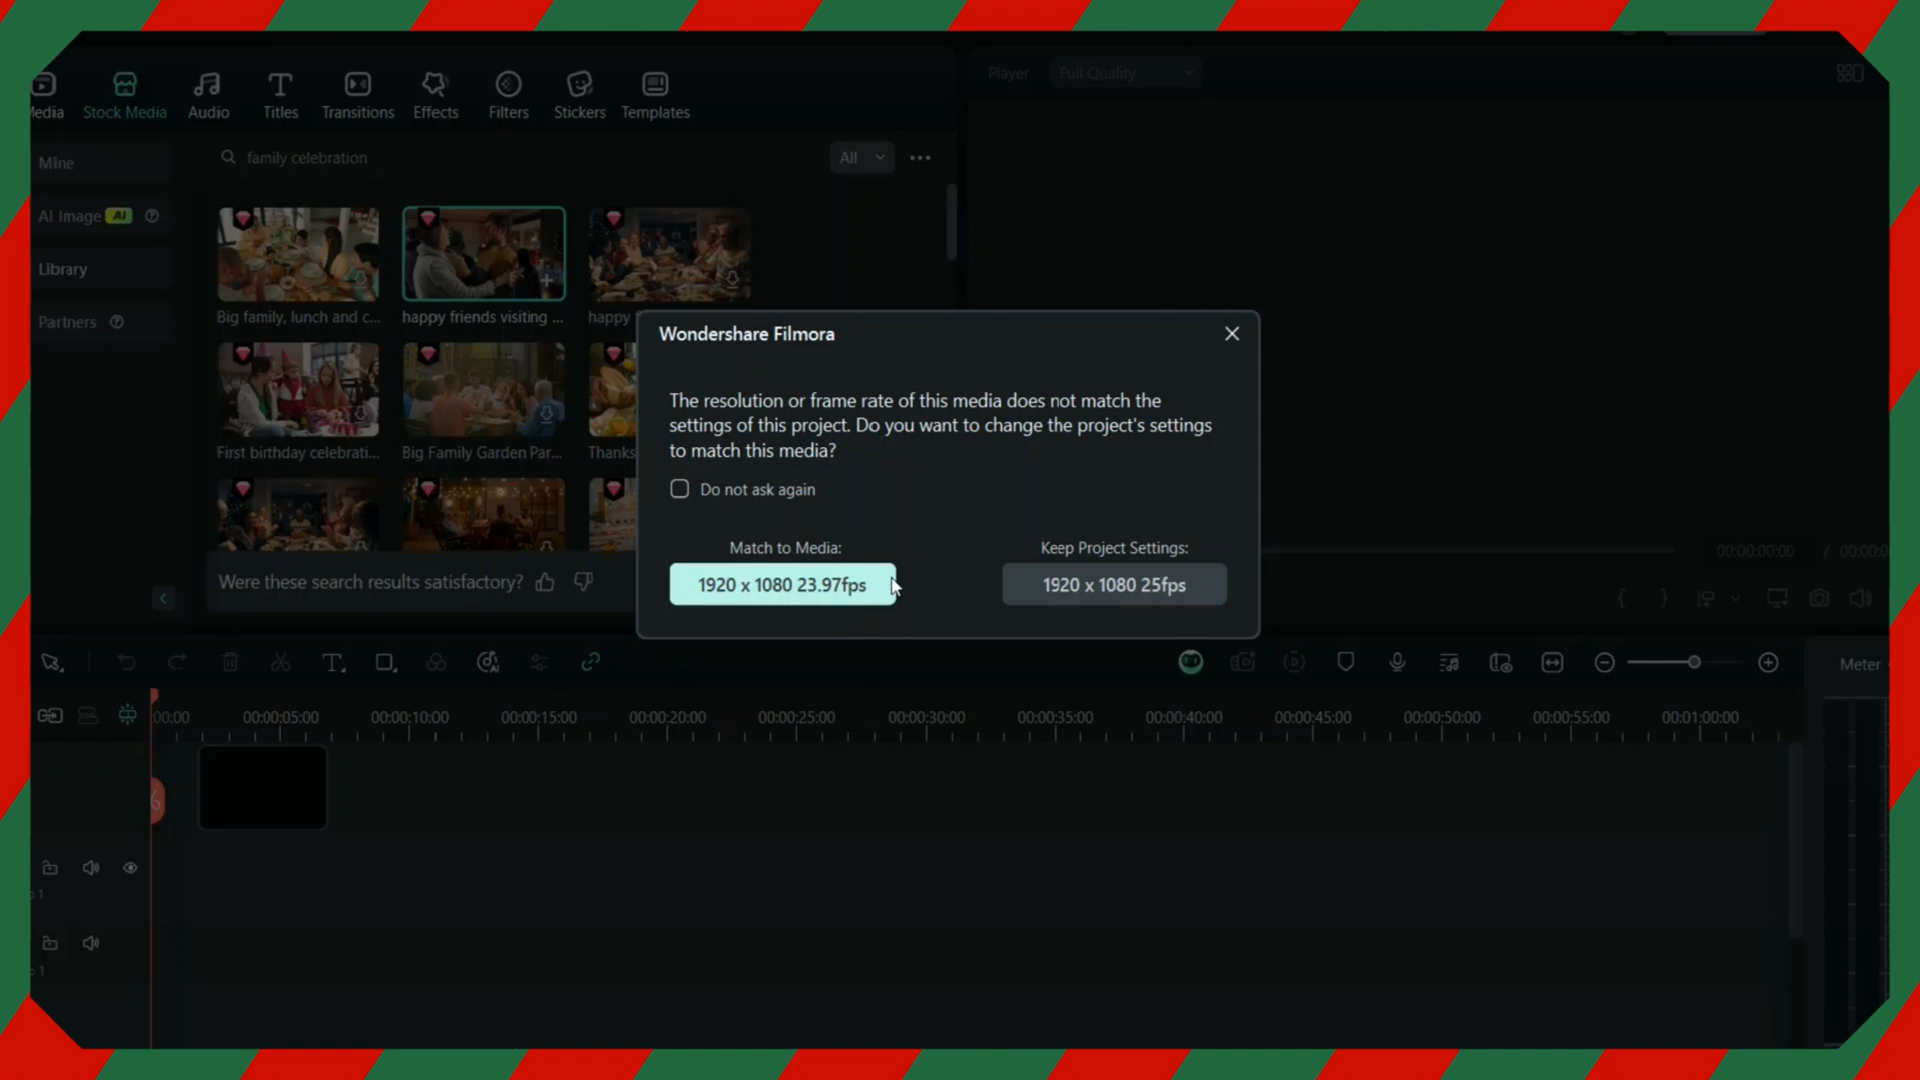 Player
Full Quality
Media
Stock Media
Audio
Titles
Transitions
Effects
Filters
Stickers
Templates
Mine
family celebration
All
AI Image AI
Library
Partners
Big family, lunch and c...
happy friends visiting ...
happy
First birthday celebrati...
Big Family Garden Par...
Thanks
Were these search results satisfactory?
Wondershare Filmora
The resolution or frame rate of this media does not match the
settings of this project. Do you want to change the project's settings
to match this media?
Do not ask again
Match to Media:
Keep Project Settings:
1920 x 1080 23.97fps
1920 x 1080 25fps
00:00:00:00 / 00:00:0
Meter
:00:00
00:00:05:00
00:00:10:00
00:00:15:00
00:00:20:00
00:00:25:00
00:00:30:00
00:00:35:00
00:00:40:00
00:00:45:00
00:00:50:00
00:00:55:00
00:01:00:00
1
1